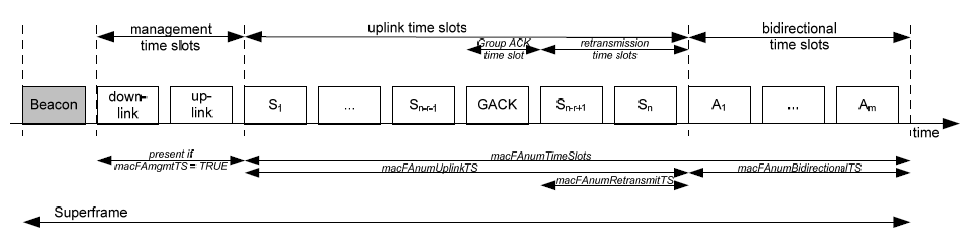 management
time slots
uplink time slots
bidirectional
time slots
Group ACK
time slot
retransmission
time slots
Beacon
down-
link
up-
link
S1
...
Sn-r-1
GACK
Sn-r+1
Sn
A1
...
Am
time
present if
macFAmgmtTS = TRUE
macFAnumTimeSlots
macFAnumUplinkTS
macFAnumBidirectionalTS
macFAnumRetransmitTS
Superframe